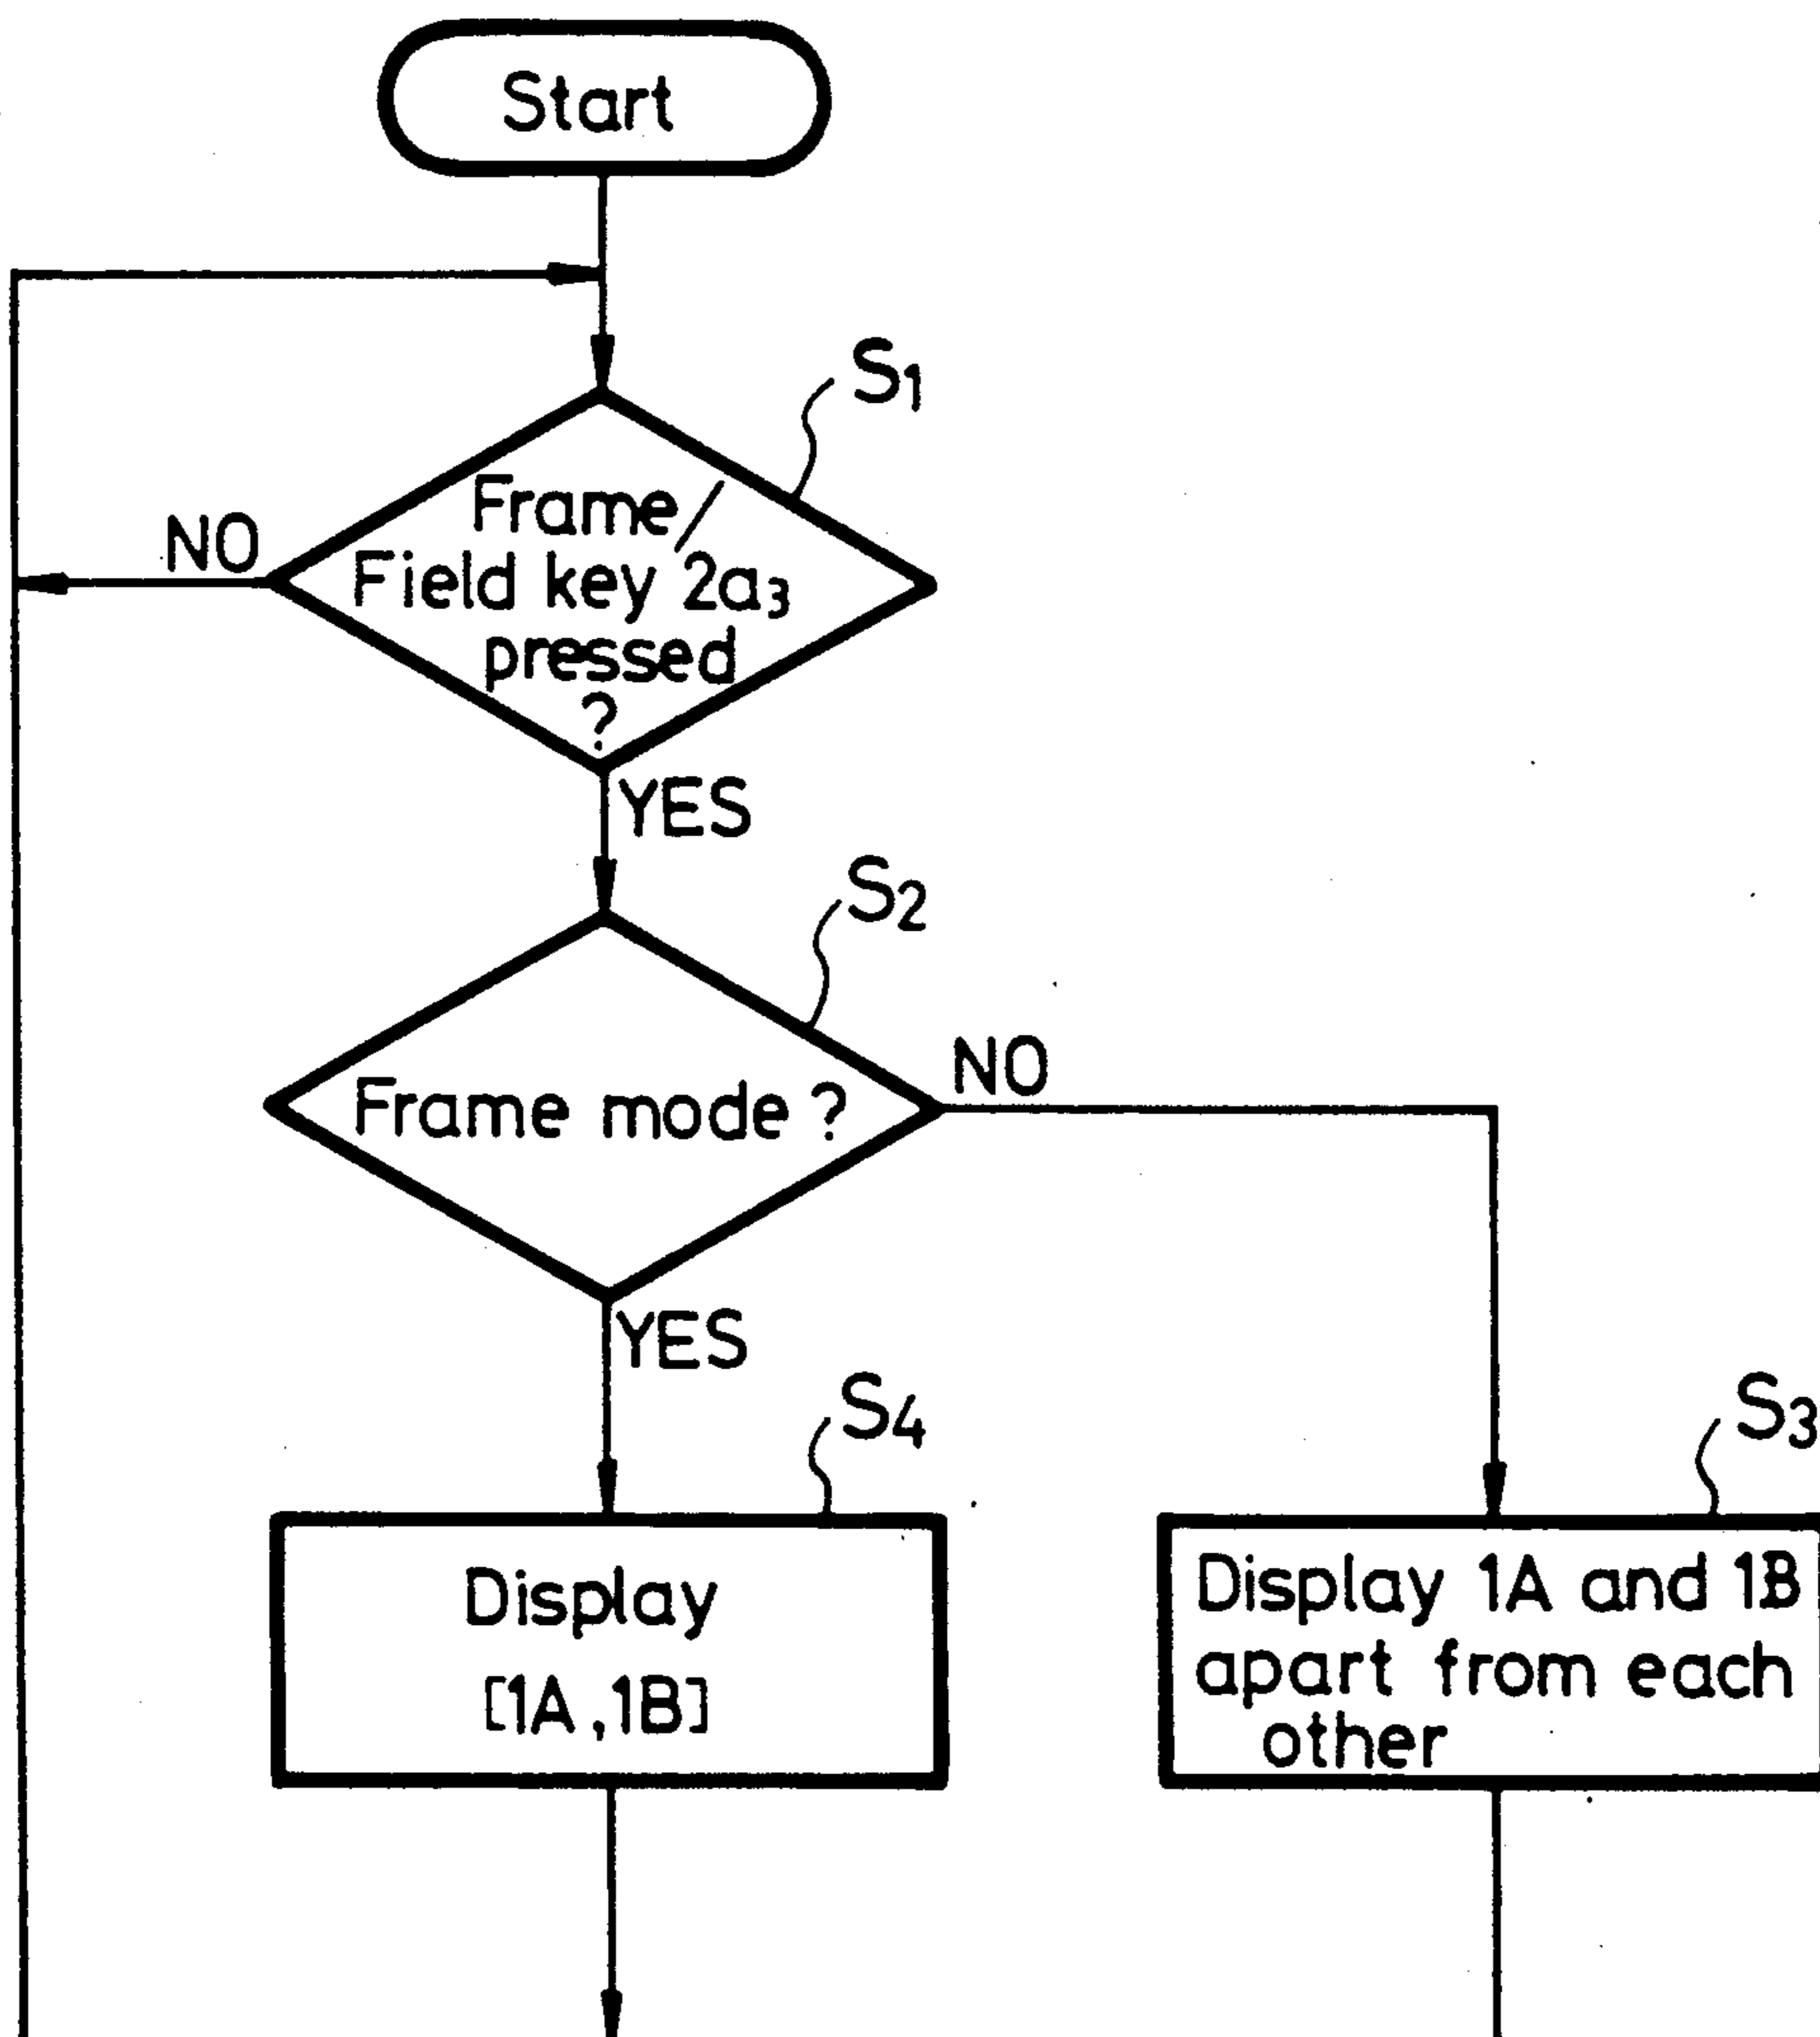 Start
S₁
Frame/
NO
Field key 2a₃
pressed
?
YES
S₂
NO
Frame mode ?
YES
S₄
S₃
Display
[1A,1B]
Display 1A and 1B
apart from each
other